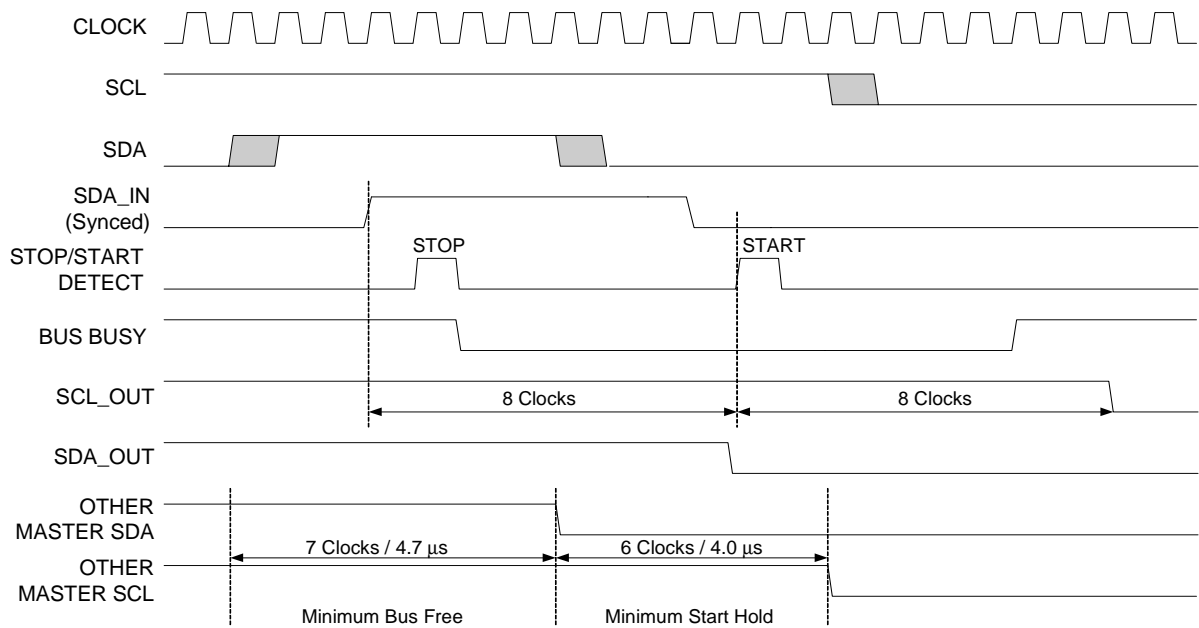 CLOCK
SCL
SDA
SDA_IN
(Synced)
STOP/START
DETECT
STOP
START
BUS BUSY
SCL_OUT
8 Clocks
8 Clocks
SDA_OUT
OTHER
MASTER SDA
7 Clocks / 4.7 μs
6 Clocks / 4.0 μs
OTHER
MASTER SCL
Minimum Bus Free
Minimum Start Hold